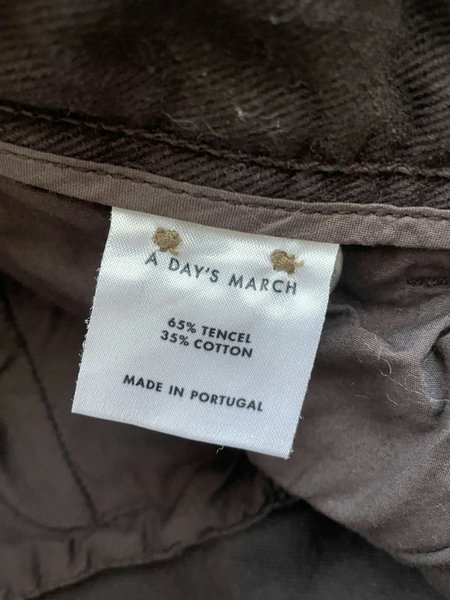 A DAY'S MARCH
65% TENCEL
35% COTTON
MADE IN PORTUGAL